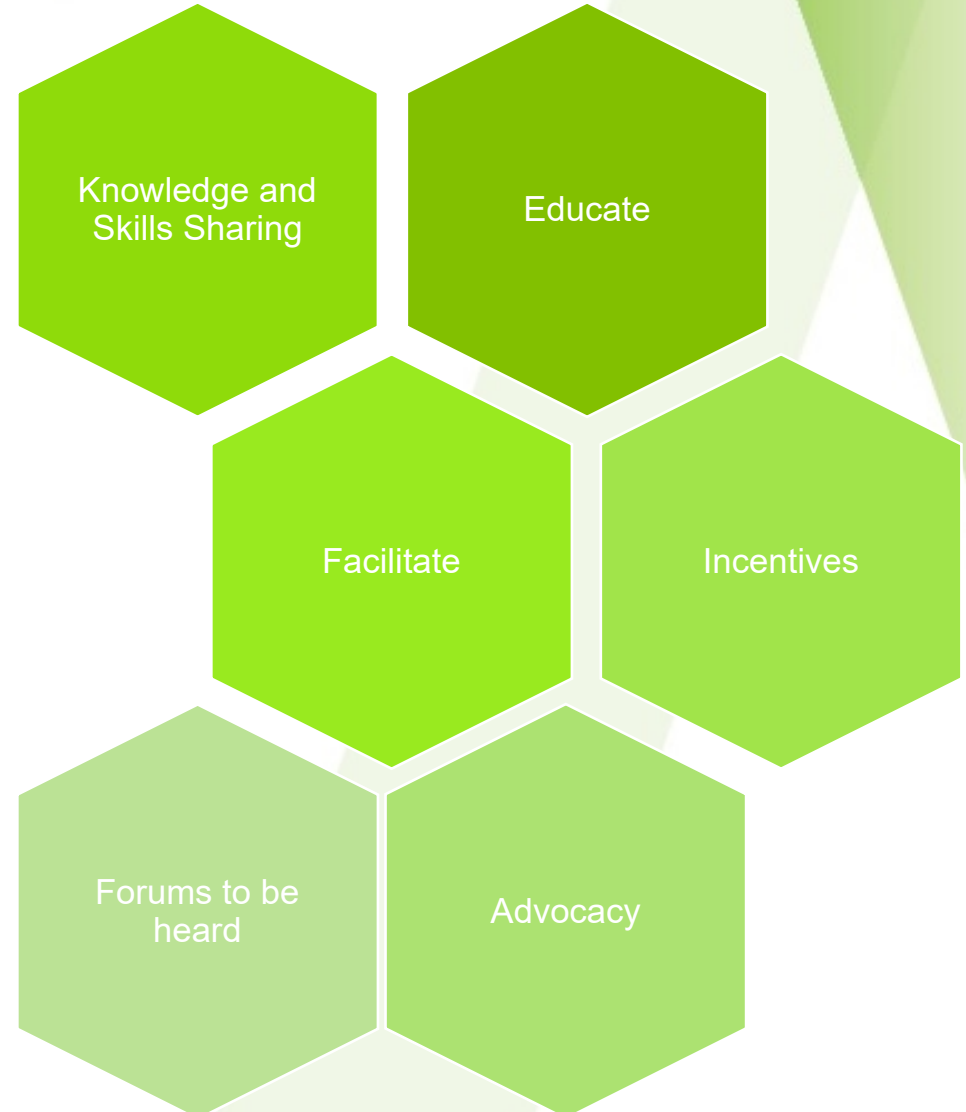 Knowledge and
Skills Sharing
Educate
Facilitate
Incentives
Forums to be
heard
Advocacy